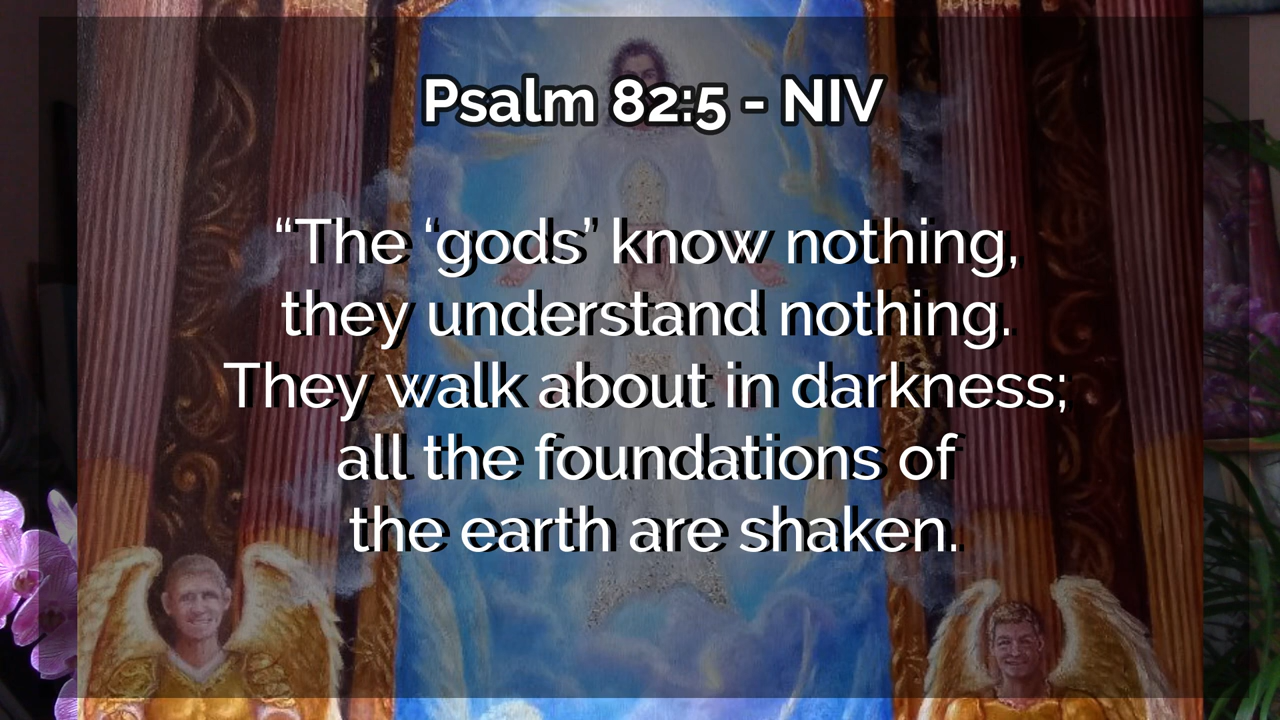 Psalm 82:5 - NIV
“The ‘gods’ know nothing,
they understand nothing.
They walk about in darkness;
all the foundations of
the earth are shaken.